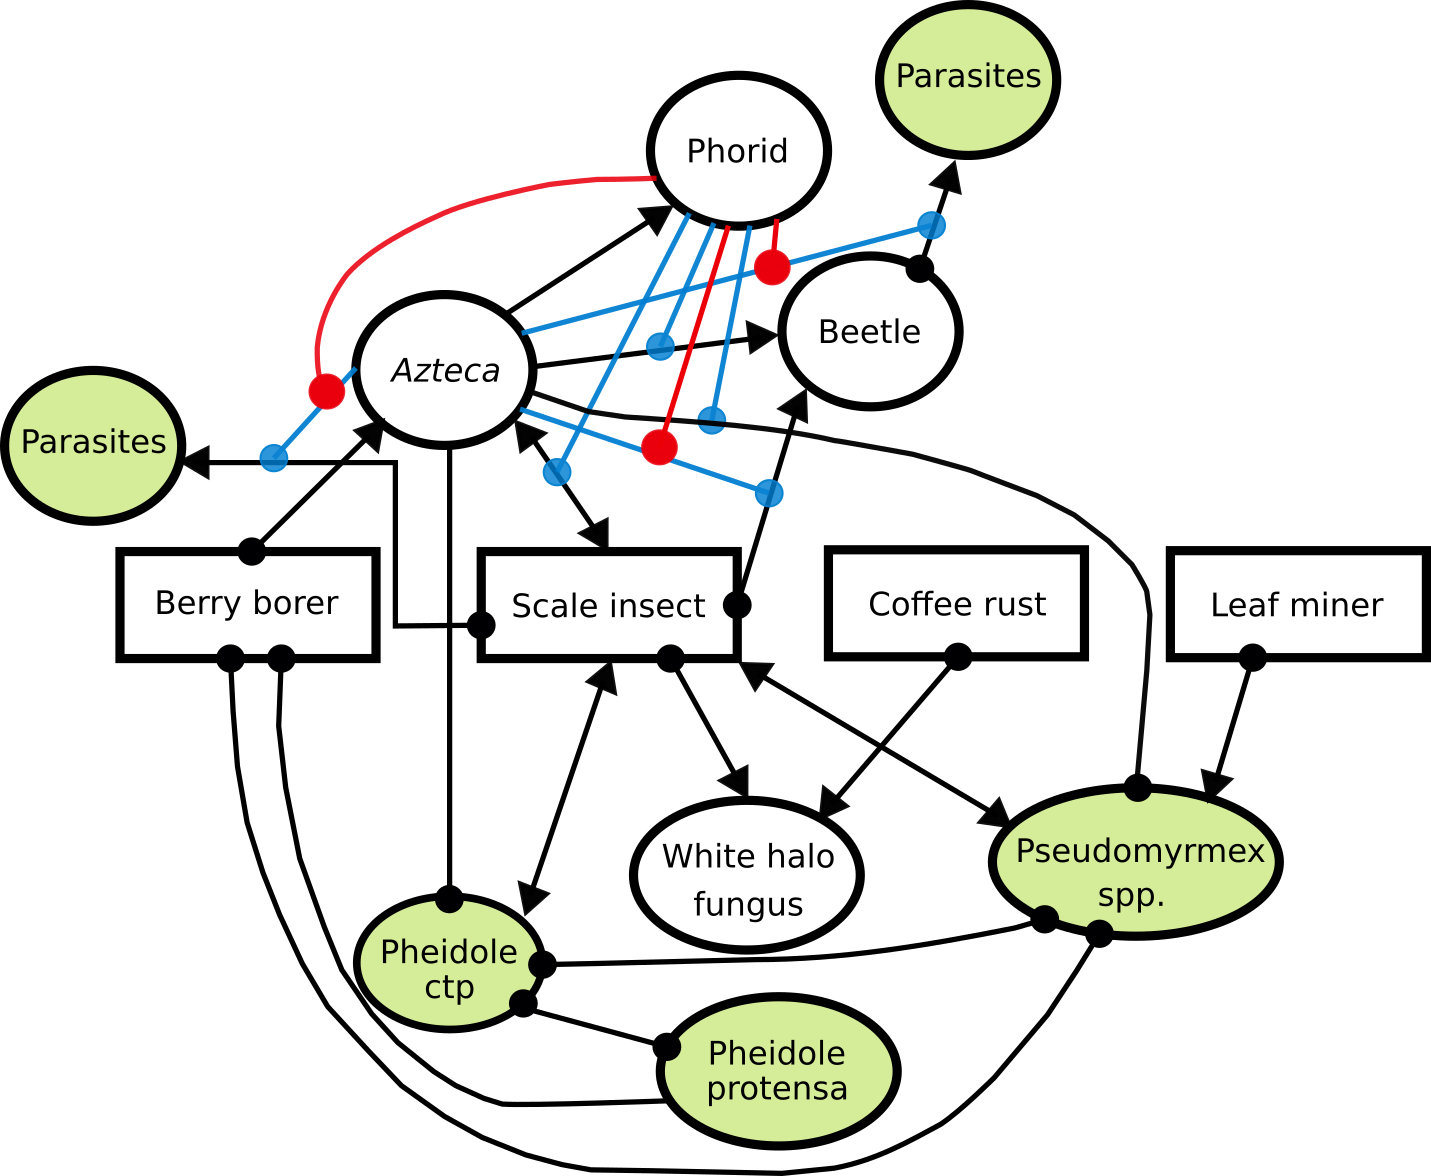 Parasites
Phorid
Beetle
Azteca
Parasites
Berry borer
Scale insect
Coffee rust
Leaf miner
White halo
fungus
Pseudomyrmex
spp.
Pheidole
ctp
Pheidole
protensa